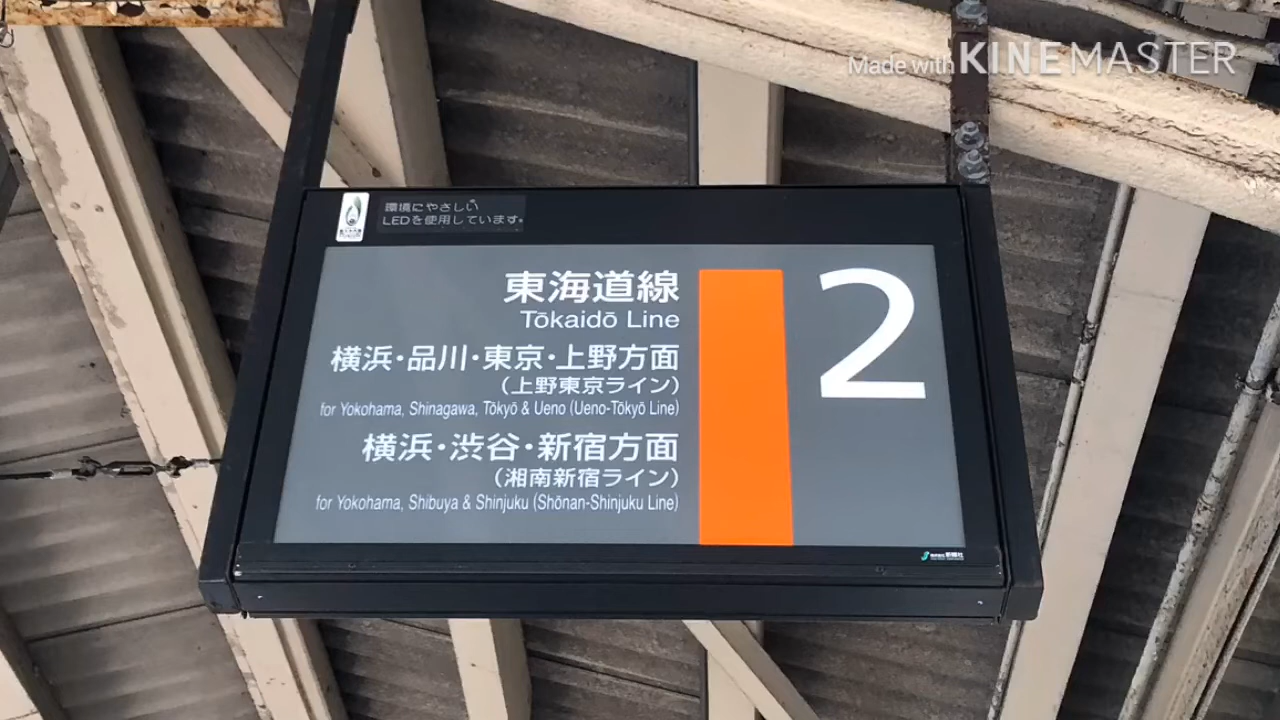 Made with KINEMASTER
環境にやさしい
LEDを使用しています。
東海道線
Tōkaidō Line
2
横浜・品川・東京・上野方面
（上野東京ライン）
for Yokohama, Shinagawa, Tōkyō & Ueno (Ueno-Tōkyō Line)
横浜・渋谷・新宿方面
（湘南新宿ライン）
for Yokohama, Shibuya & Shinjuku (Shōnan-Shinjuku Line)